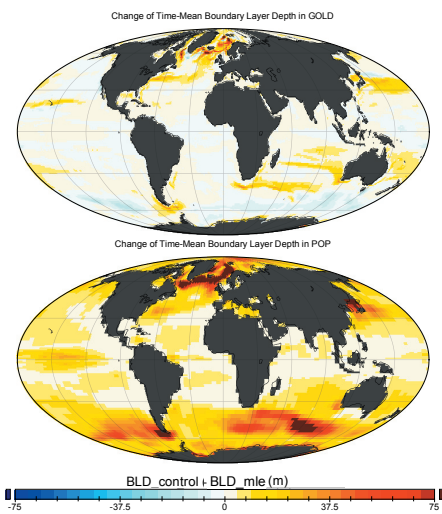 Change of Time-Mean Boundary Layer Depth in GOLD
Change of Time-Mean Boundary Layer Depth in POP
BLD_control + BLD_mle (m)
-75 -37.5 0 37.5 75